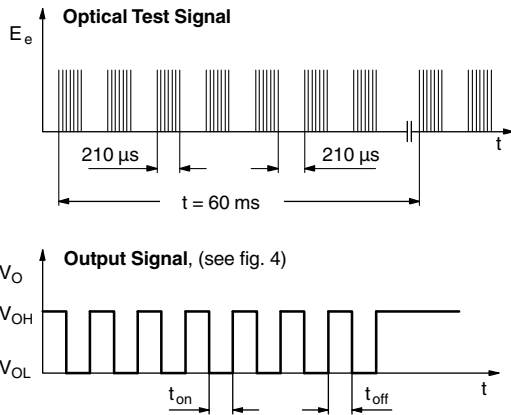 Optical Test Signal
E e
210 µs
210 µs
t
t = 60 ms
Output Signal, (see fig. 4)
VO
VOH
VOL
t
ton
toff